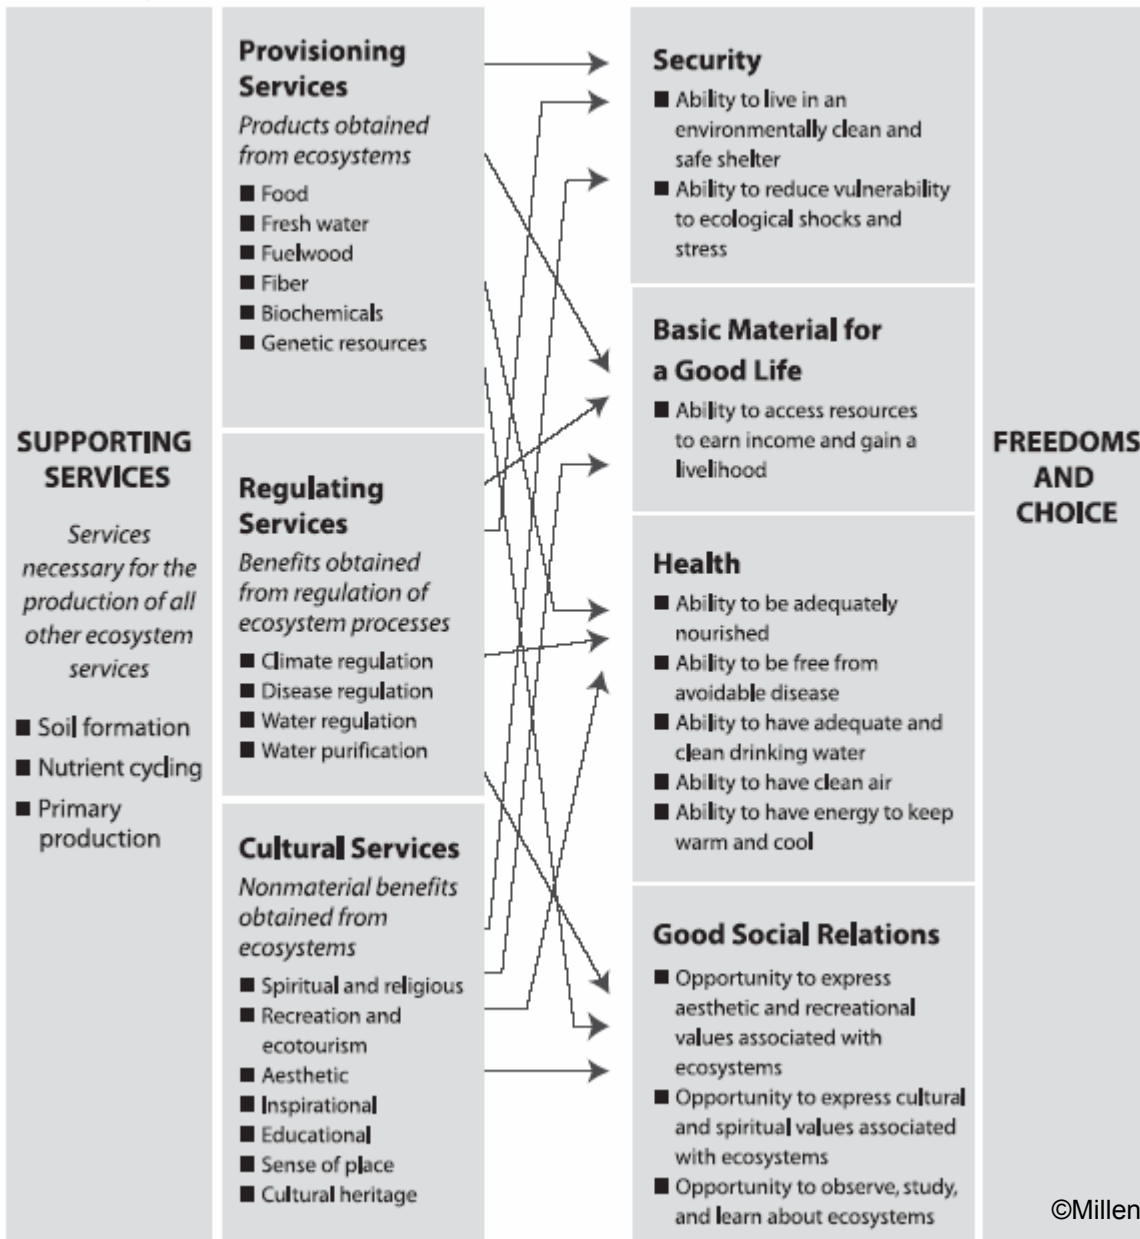 SUPPORTING
SERVICES
Services
necessary for the
production of all
other ecosystem
services
■ Soil formation
■ Nutrient cycling
■ Primary
production
Provisioning
Services
Products obtained
from ecosystems
■ Food
■ Fresh water
■ Fuelwood
■ Fiber
■ Biochemicals
■ Genetic resources
Regulating
Services
Benefits obtained
from regulation of
ecosystem processes
■ Climate regulation
■ Disease regulation
■ Water regulation
■ Water purification
Cultural Services
Nonmaterial benefits
obtained from
ecosystems
■ Spiritual and religious
■ Recreation and
ecotourism
■ Aesthetic
■ Inspirational
■ Educational
■ Sense of place
■ Cultural heritage
Security
■ Ability to live in an
environmentally clean and
safe shelter
■ Ability to reduce vulnerability
to ecological shocks and
stress
Basic Material for
a Good Life
■ Ability to access resources
to earn income and gain a
livelihood
Health
■ Ability to be adequately
nourished
■ Ability to be free from
avoidable disease
■ Ability to have adequate and
clean drinking water
■ Ability to have clean air
■ Ability to have energy to keep
warm and cool
Good Social Relations
■ Opportunity to express
aesthetic and recreational
values associated with
ecosystems
■ Opportunity to express cultural
and spiritual values associated
with ecosystems
■ Opportunity to observe, study,
and learn about ecosystems
FREEDOMS
AND
CHOICE
©Millen